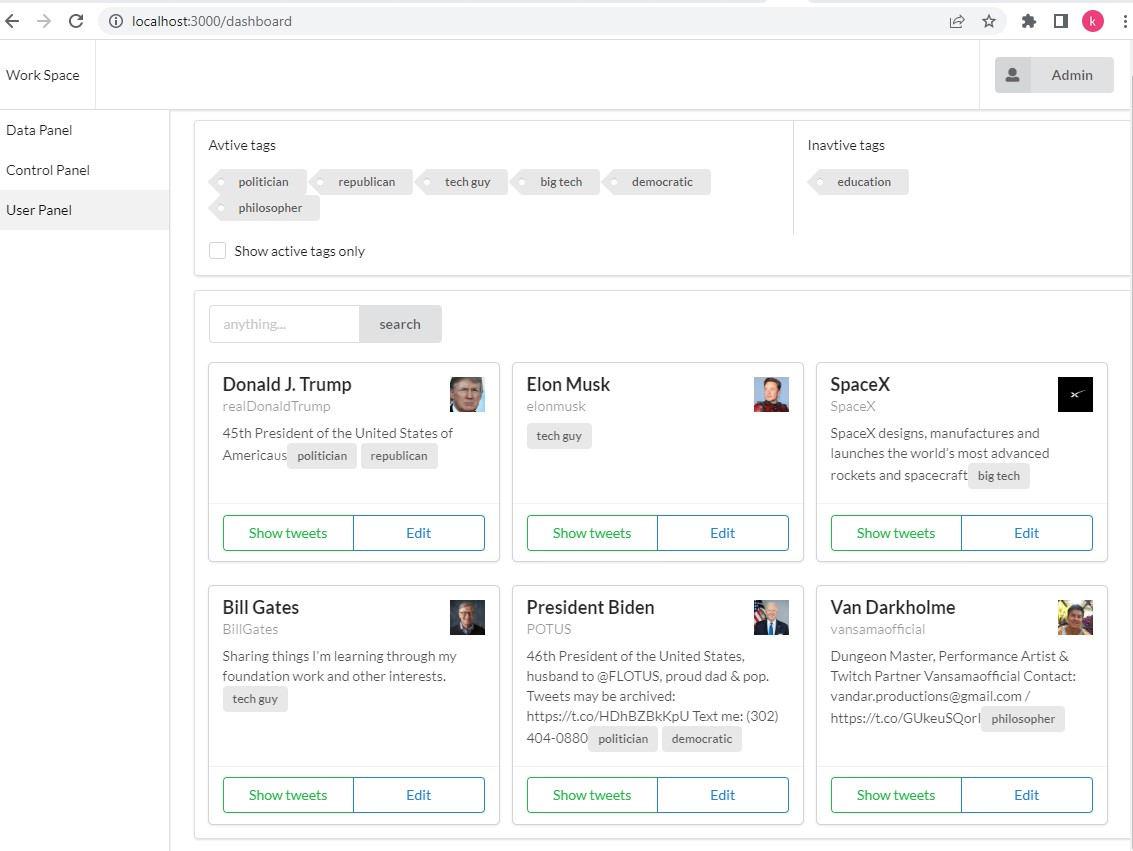 localhost:3000/dashboard
k
Work Space
Admin
Data Panel
Control Panel
User Panel
Avtive tags
politician republican tech guy big tech democratic
philosopher
Inavtive tags
education
Show active tags only
anything... search
Donald J. Trump
realDonaldTrump
45th President of the United States of
Americaus politician republican
Show tweets Edit
Elon Musk
elonmusk
tech guy
Show tweets Edit
SpaceX
SpaceX
SpaceX designs, manufactures and
launches the world's most advanced
rockets and spacecraft big tech
Show tweets Edit
Bill Gates
BillGates
Sharing things I'm learning through my
foundation work and other interests.
tech guy
Show tweets Edit
President Biden
POTUS
46th President of the United States,
husband to @FLOTUS, proud dad & pop.
Tweets may be archived:
https://t.co/HDhBZBkKpU Text me: (302)
404-0880 politician democratic
Show tweets Edit
Van Darkholme
vansamaofficial
Dungeon Master, Performance Artist &
Twitch Partner Vansamaofficial Contact:
vandar.productions@gmail.com /
philosopher
Show tweets Edit